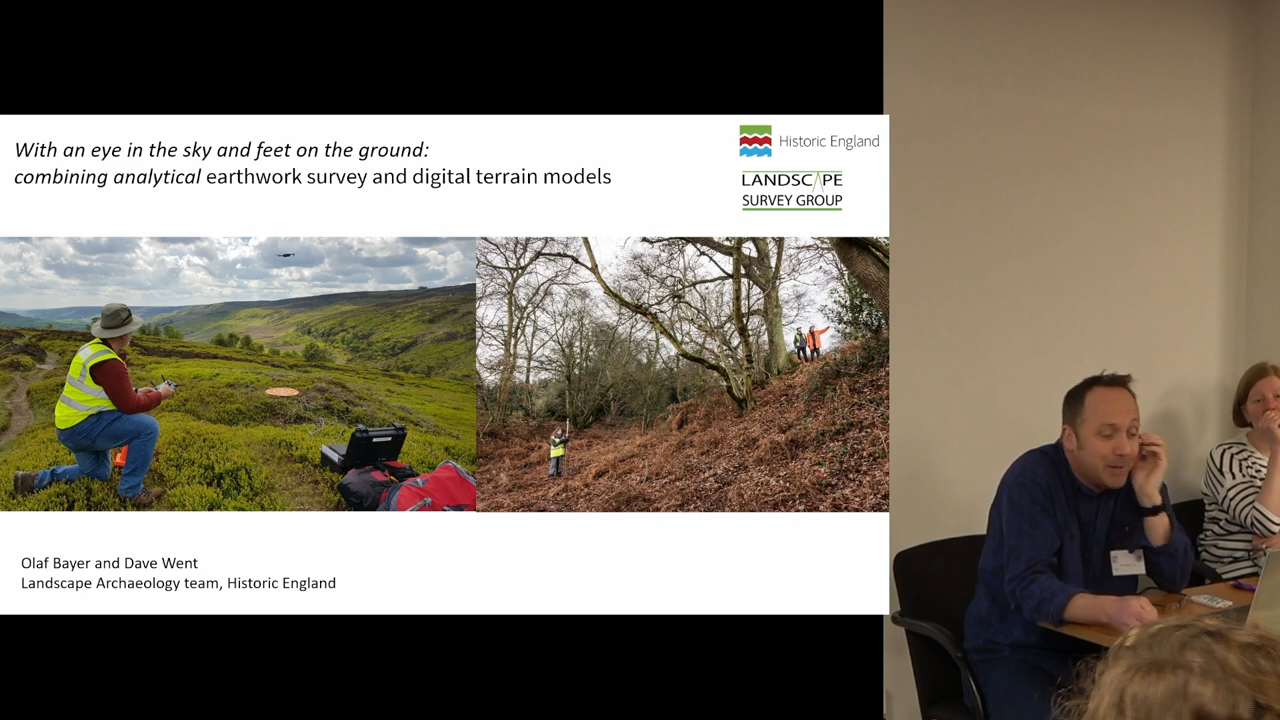 With an eye in the sky and feet on the ground:
combining analytical earthwork survey and digital terrain models
Historic England
LANDSCAPE
SURVEY GROUP
Olaf Bayer and Dave Went
Landscape Archaeology team, Historic England